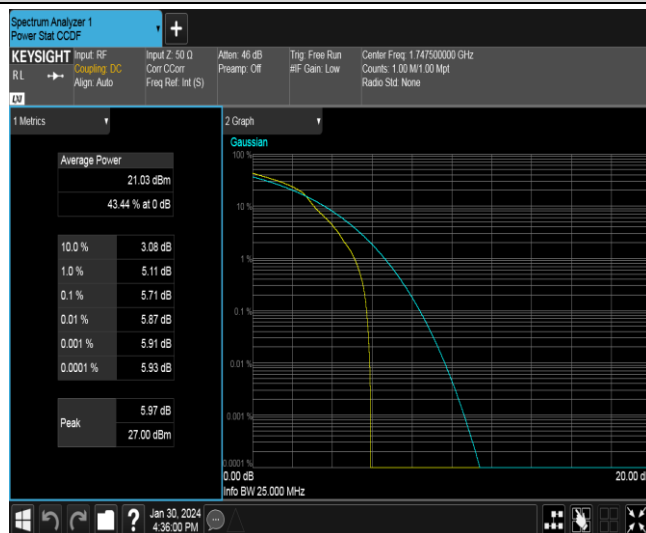 Spectrum Analyzer 1
Power Stat CCDF
+
KEYSIGHT
RL
LXI
Input: RF
Coupling: DC
Align: Auto
Input Z: 50 Ω
Corr CCorr
Freq Ref: Int (S)
Atten: 46 dB
Preamp: Off
Trig: Free Run
#IF Gain: Low
Center Freq: 1.747500000 GHz
Counts: 1.00 M/1.00 Mpt
Radio Std: None
1 Metrics
Average Power
21.03 dBm
43.44 % at 0 dB
10.0 % 3.08 dB
1.0 % 5.11 dB
0.1 % 5.71 dB
0.01 % 5.87 dB
0.001 % 5.91 dB
0.0001 % 5.93 dB
Peak
5.97 dB
27.00 dBm
2 Graph
Gaussian
100 %
10 %
1 %
0.1 %
0.01 %
0.001 %
0.0001 %
0.00 dB
20.00 d
Info BW 25.000 MHz
?
Jan 30, 2024
4:36:00 PM